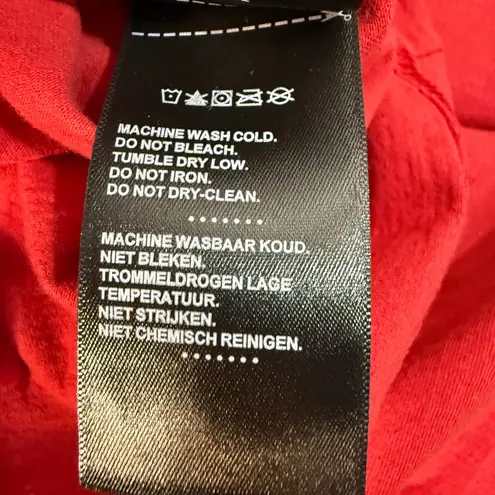 MACHINE WASH COLD.
DO NOT BLEACH.
TUMBLE DRY LOW.
DO NOT IRON.
DO NOT DRY-CLEAN.
MACHINE WASBAAR KOUD.
NIET BLEKEN.
TROMMELDROGEN LAGE
TEMPERATUUR.
NIET STRIJKEN.
NIET CHEMISCH REINIGEN.